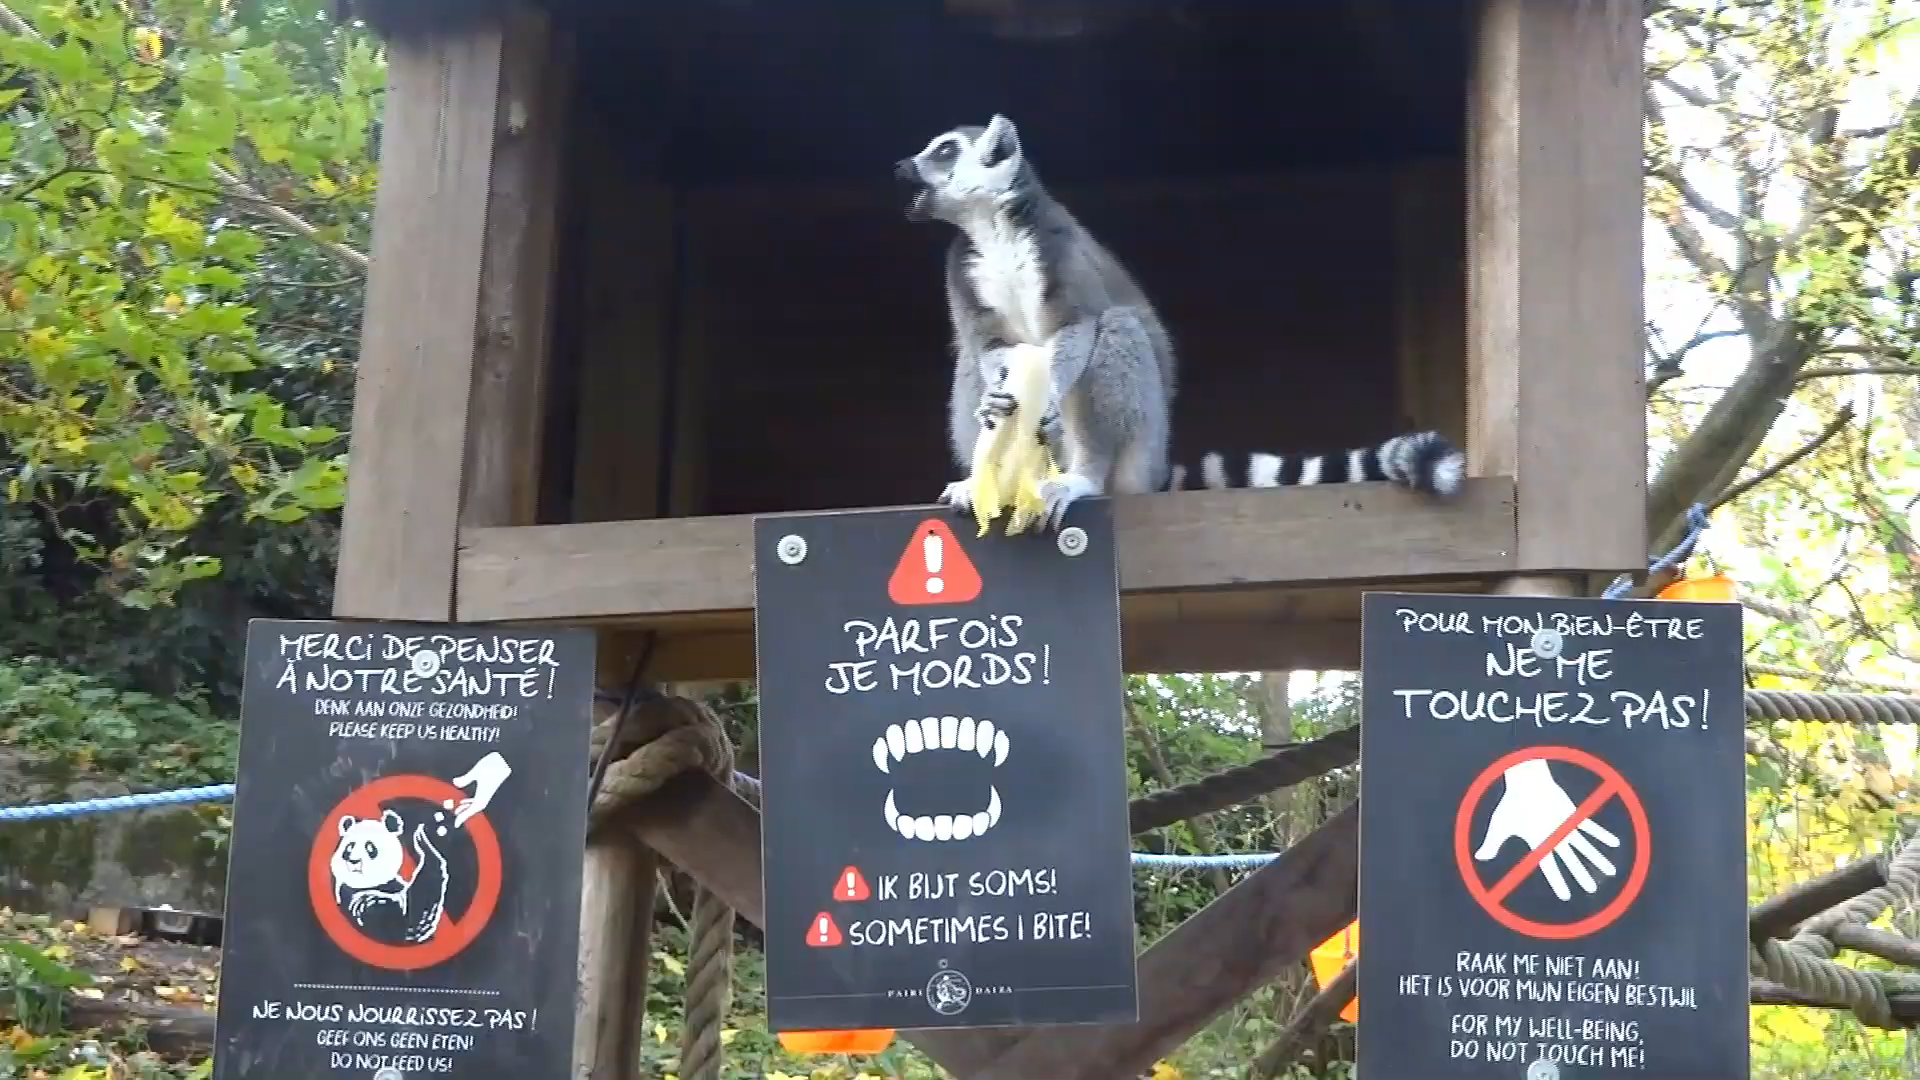 MERCI DE PENSER
À NOTRE SANTÉ!
DENK AAN ONZE GEZONDHEID!
PLEASE KEEP US HEALTHY!
NE NOUS NOURRISSEZ PAS!
GEEF ONS GEEN ETEN!
DO NOT FEED US!
PARFOIS
JE MORDS!
IK BIJT SOMS!
SOMETIMES I BITE!
PAIRI DAIZA
POUR MON BIEN-ÊTRE
NE ME
TOUCHEZ PAS!
RAAK ME NIET AAN!
HET IS VOOR MIJN EIGEN BESTWIL
FOR MY WELL-BEING,
DO NOT TOUCH ME!